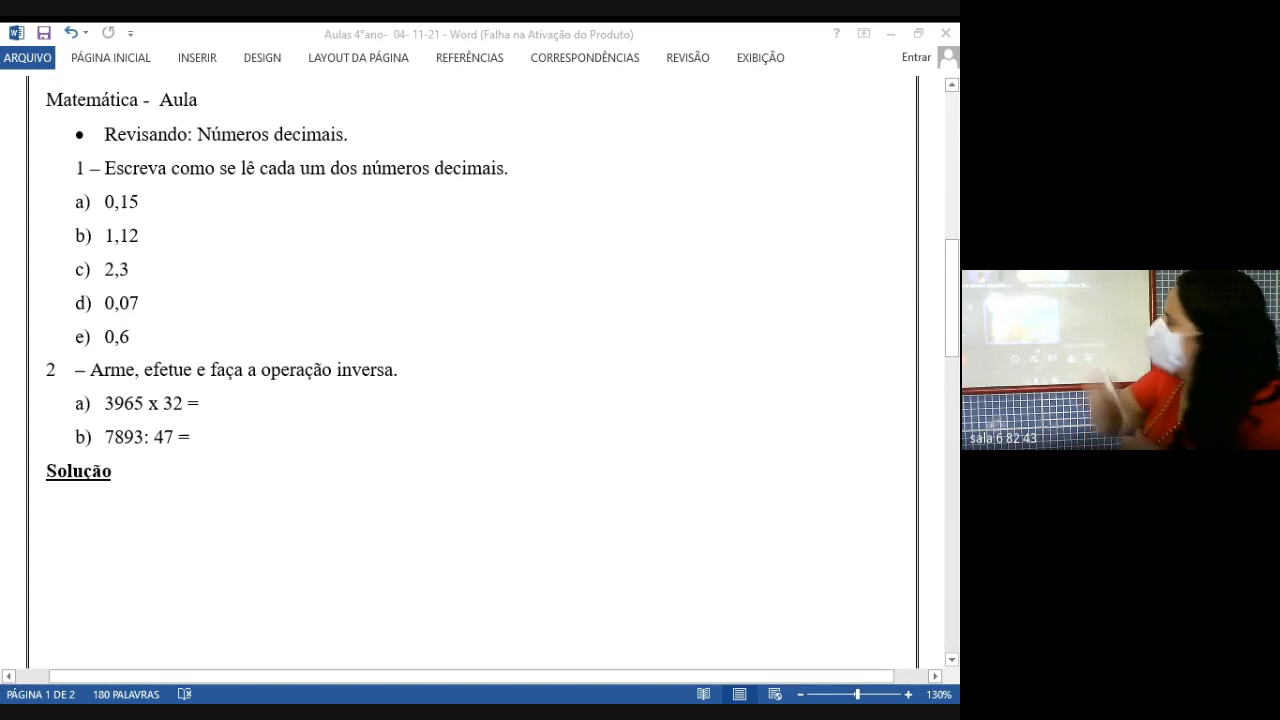 Aulas 4°ano- 04- 11-21 - Word (Falha na Ativação do Produto)
ARQUIVO PÁGINA INICIAL INSERIR DESIGN LAYOUT DA PÁGINA REFERÊNCIAS CORRESPONDÊNCIAS REVISÃO EXIBIÇÃO Entrar
Matemática - Aula
• Revisando: Números decimais.
1 – Escreva como se lê cada um dos números decimais.
a) 0,15
b) 1,12
c) 2,3
d) 0,07
e) 0,6
2 – Arme, efetue e faça a operação inversa.
a) 3965 x 32 =
b) 7893: 47 =
Solução
sala 6 82 43
PÁGINA 1 DE 2 180 PALAVRAS 130%